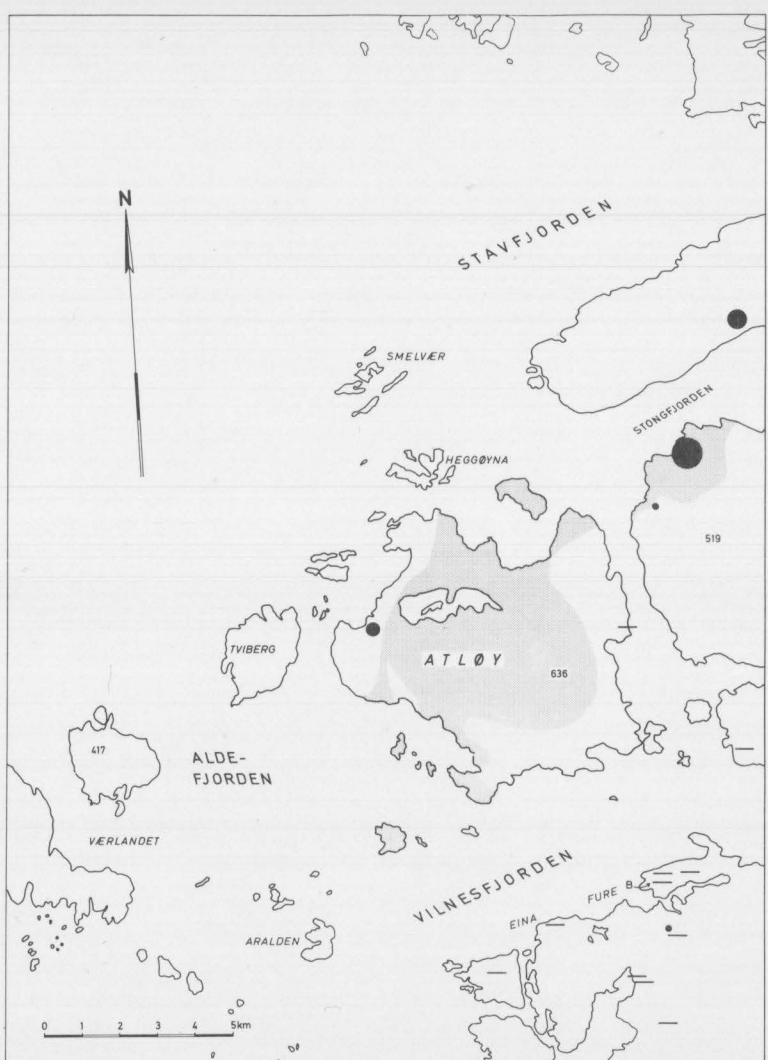 N
STAVFJORDEN
SMELVÆR
STONGFJORDEN
HEGGØYNA
519
TVIBERG
ATLØY
636
417
ALDE-
FJORDEN
VÆRLANDET
VILNESFJORDEN
FURE B
EINA
ARALDEN
0 1 2 3 4 5km